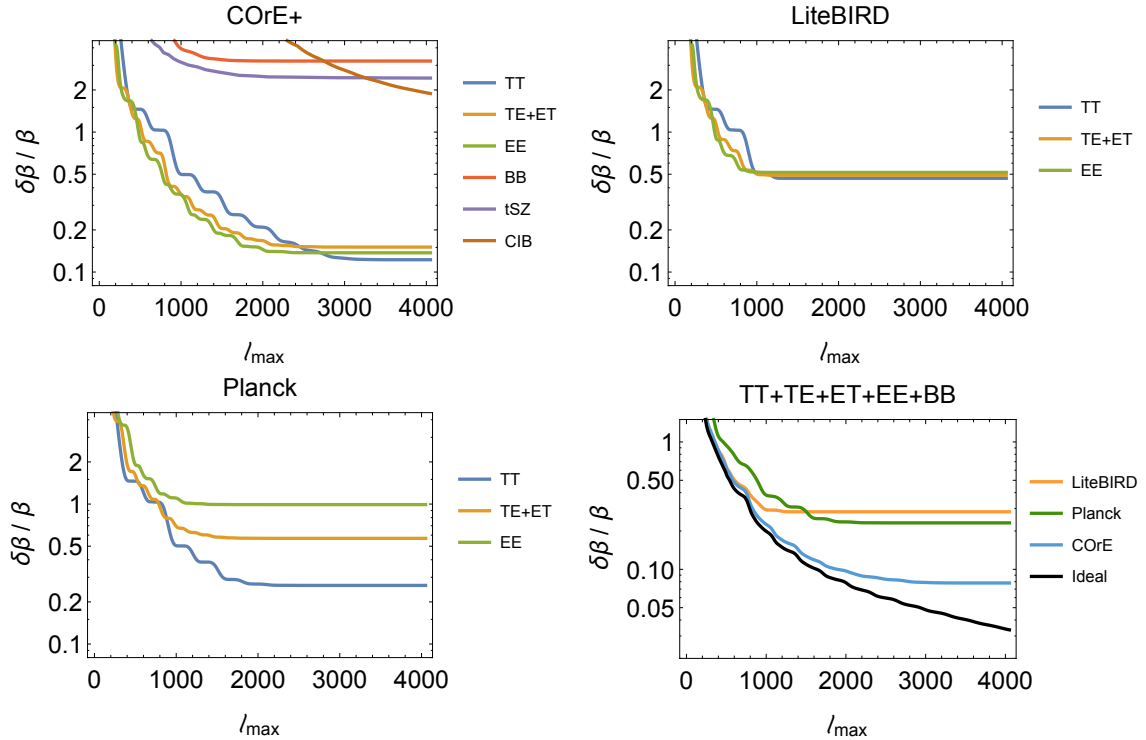 COrE+
δβ / β
2
1
0.5
0.2
0.1
0 1000 2000 3000 4000
lmax
TT
TE+ET
EE
BB
tSZ
CIB
LiteBIRD
δβ / β
2
1
0.5
0.2
0.1
0 1000 2000 3000 4000
lmax
TT
TE+ET
EE
Planck
δβ / β
2
1
0.5
0.2
0.1
0 1000 2000 3000 4000
lmax
TT
TE+ET
EE
TT+TE+ET+EE+BB
δβ / β
1
0.50
0.10
0.05
0 1000 2000 3000 4000
lmax
LiteBIRD
Planck
COrE
Ideal